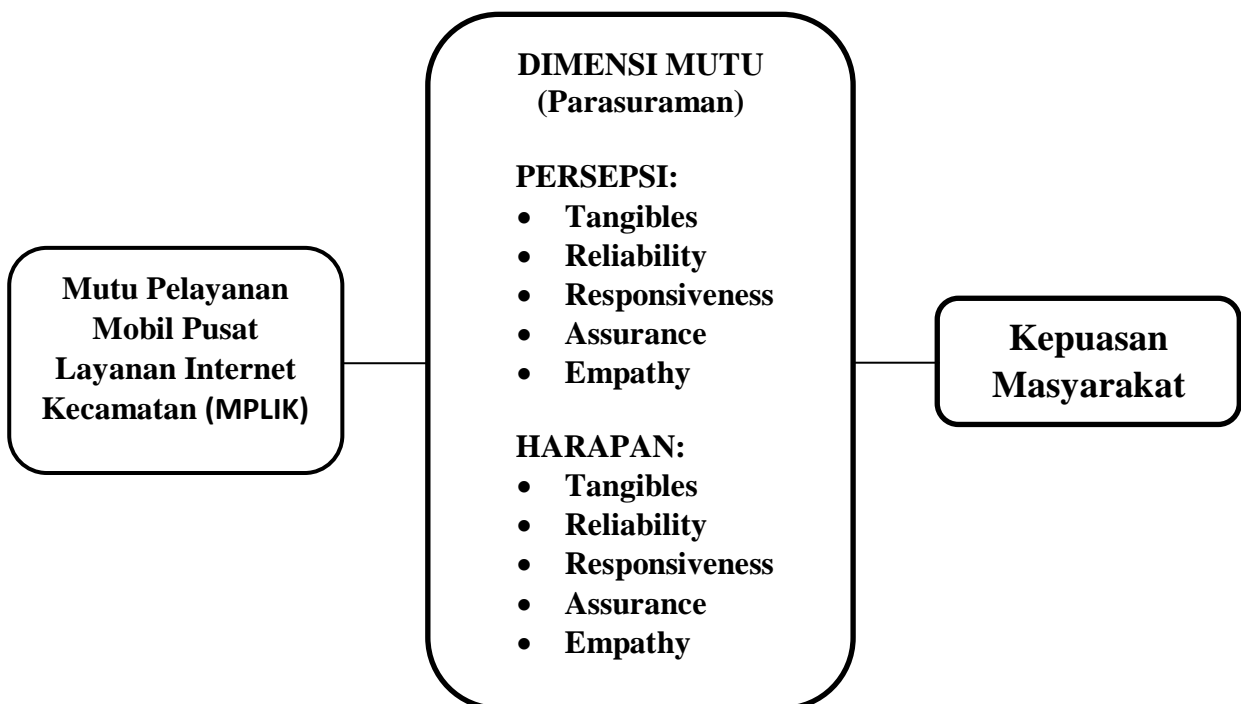 Mutu Pelayanan
Mobil Pusat
Layanan Internet
Kecamatan (MPLIK)
DIMENSI MUTU
(Parasuraman)
PERSEPSI:
• Tangibles
• Reliability
• Responsiveness
• Assurance
• Empathy
HARAPAN:
• Tangibles
• Reliability
• Responsiveness
• Assurance
• Empathy
Kepuasan
Masyarakat